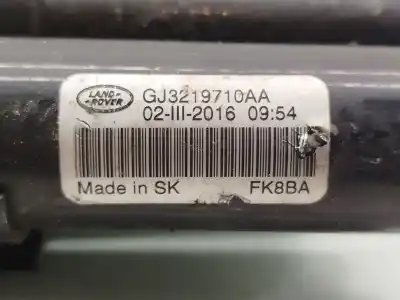 LAND
ROVER
GJ3219710AA
02-III-2016 09:54
Made in SK
FK8BA